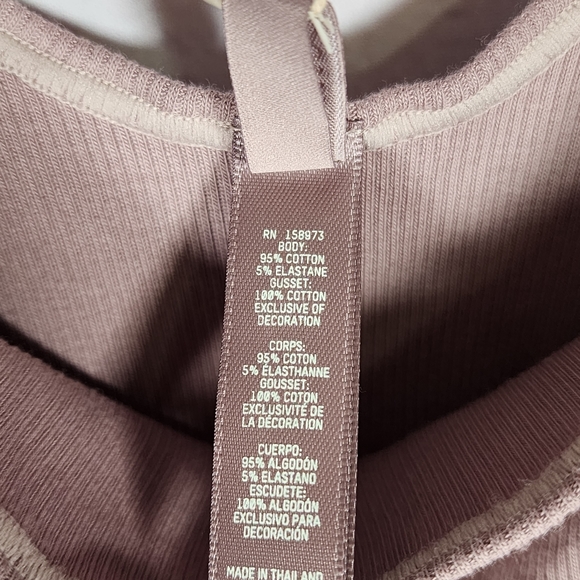 RN 158973
BODY:
95% COTTON
5% ELASTANE
GUSSET:
100% COTTON
EXCLUSIVE OF
DECORATION
CORPS:
95% COTON
5% ÉLASTHANNE
GOUSSET:
100% COTON
EXCLUSIVITÉ DE
LA DÉCORATION
CUERPO:
95% ALGODÓN
5% ELASTANO
ESCUDETE:
100% ALGODÓN
EXCLUSIVO PARA
DECORACIÓN
MADE IN THAILAND